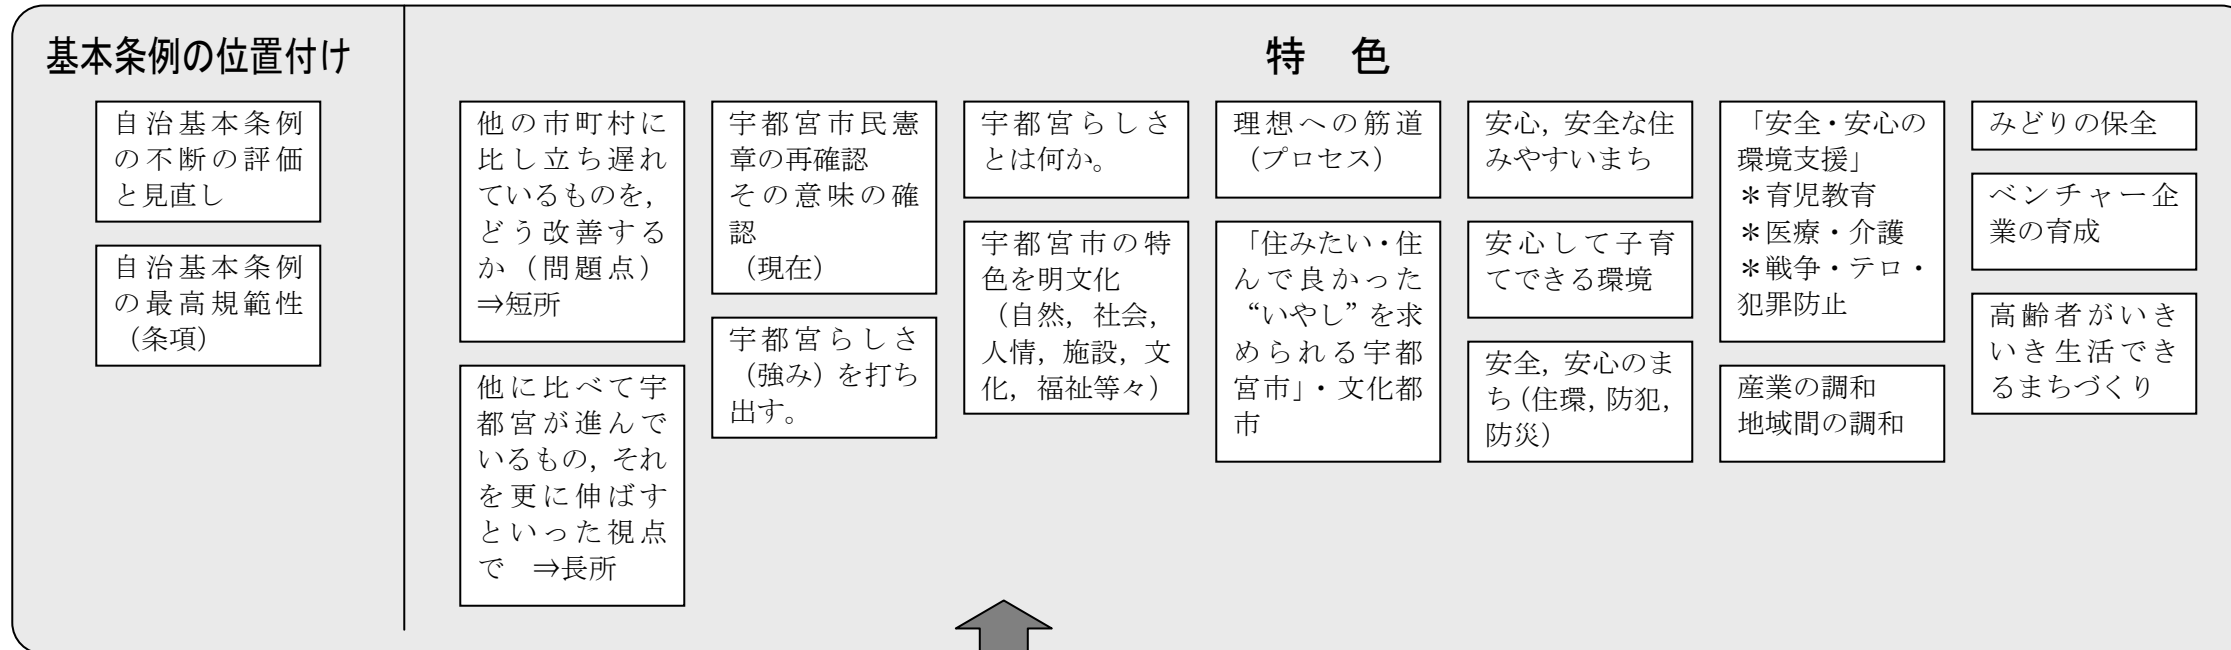 基本条例の位置付け
自治基本条例
の不断の評価
と見直し
自治基本条例
の最高規範性
（条項）
特　色
他の市町村に
比し立ち遅れ
ているものを，
どう改善する
か（問題点）
⇒短所
他に比べて宇
都宮が進んで
いるもの，それ
を更に伸ばす
といった視点
で　⇒長所
宇都宮市民憲
章の再確認
その意味の確
認
（現在）
宇都宮らしさ
（強み）を打ち
出す。
宇都宮らしさ
とは何か。
宇都宮市の特
色を明文化
（自然，社会，
人情，施設，文
化，福祉等々）
理想への筋道
（プロセス）
「住みたい・住
んで良かった
“いやし”を求
められる宇都
宮市」・文化都
市
安心，安全な住
みやすいまち
安心して子育
てできる環境
安全，安心のま
ち（住環，防犯，
防災）
「安全・安心の
環境支援」
＊育児教育
＊医療・介護
＊戦争・テロ・
犯罪防止
産業の調和
地域間の調和
みどりの保全
ベンチャー企
業の育成
高齢者がいき
いき生活でき
るまちづくり